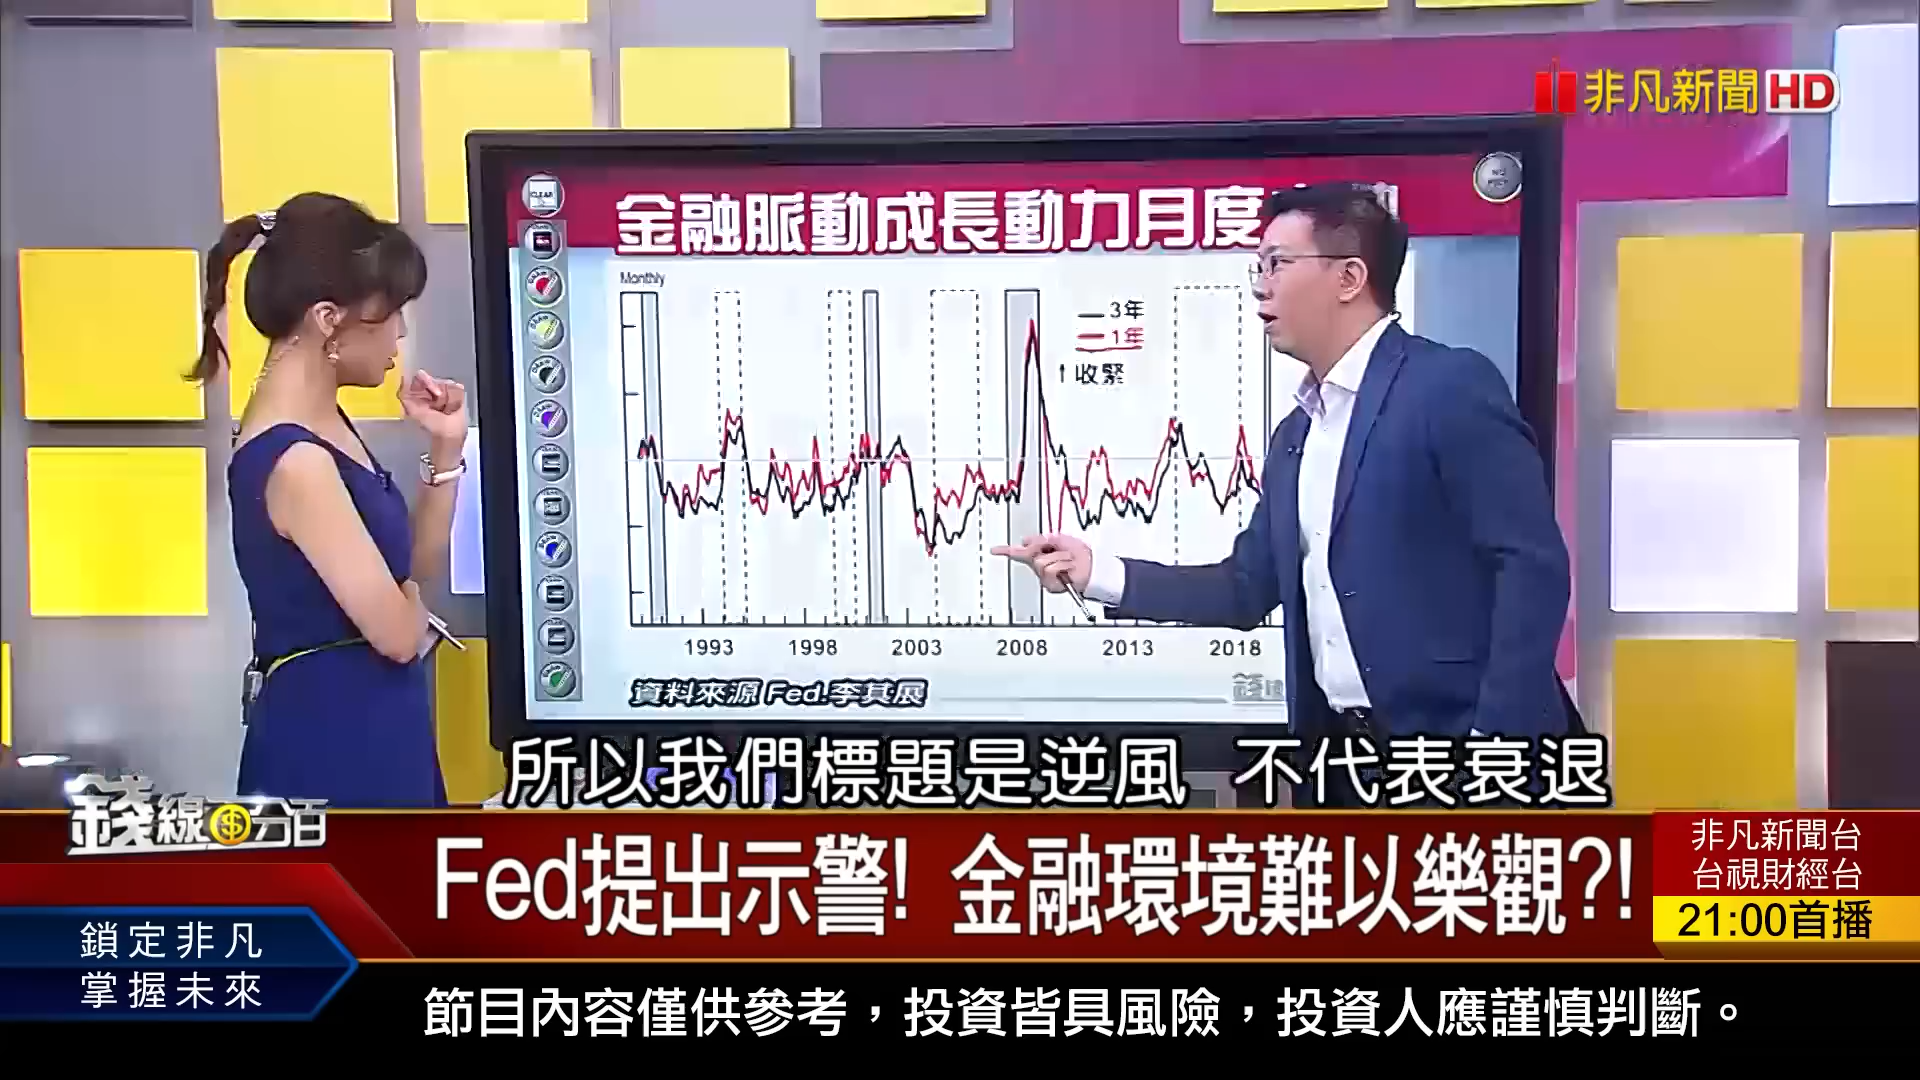 非凡新聞HD
CLEAR
金融脈動成長動力月度
Monthly
3年
1年
↑收緊
1993 1998 2003 2008 2013 2018
資料來源 Fed.李其展
錢線
所以我們標題是逆風 不代表衰退
錢線百分百
Fed提出示警! 金融環境難以樂觀?!
非凡新聞台
台視財經台
21:00首播
鎖定非凡
掌握未來
節目內容僅供參考，投資皆具風險，投資人應謹慎判斷。